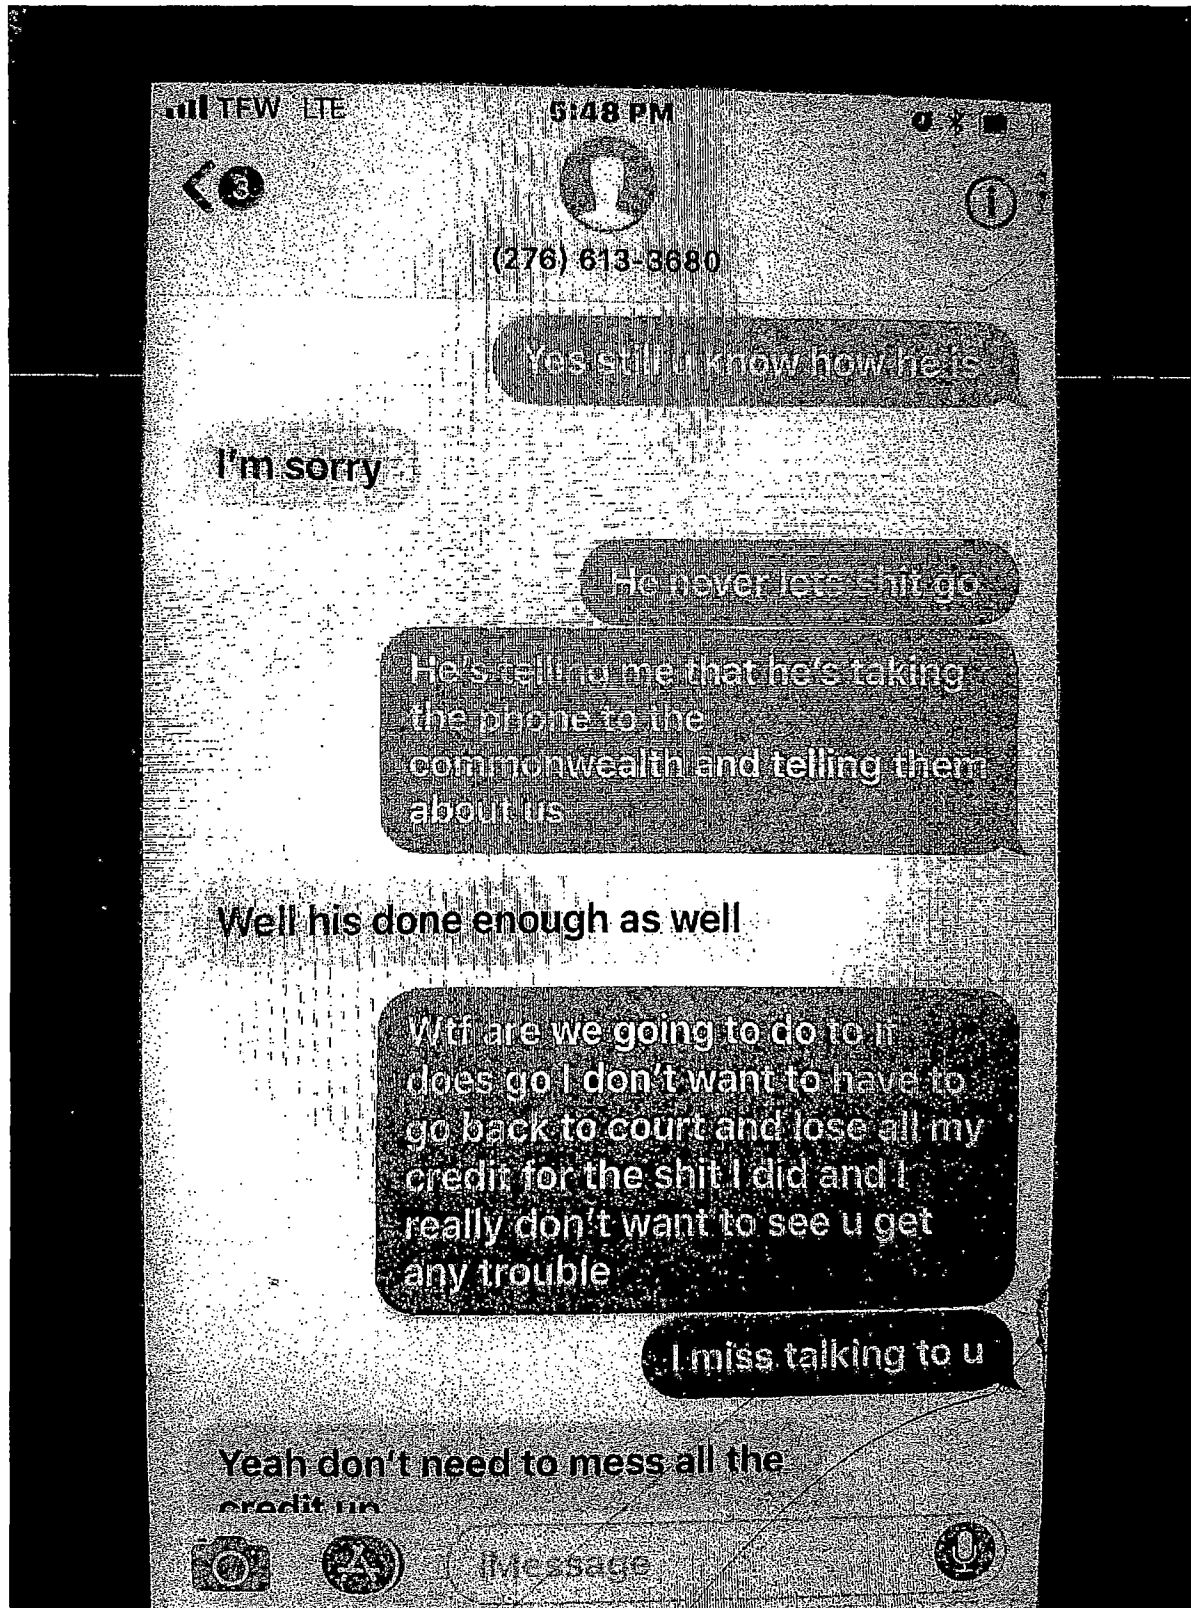 TFW LTE 5:48 PM
3
(276) 613-3680
Yes still u know how he is
I'm sorry
He never lets shit go
He's telling me that he's taking
the phone to the
commonwealth and telling them
about us
Well his done enough as well
Wtf are we going to do to if
does go I don't want to have to
go back to court and lose all my
credit for the shit I did and I
really don't want to see u get
any trouble
I miss talking to u
Yeah don't need to mess all the
credit up
iMessage